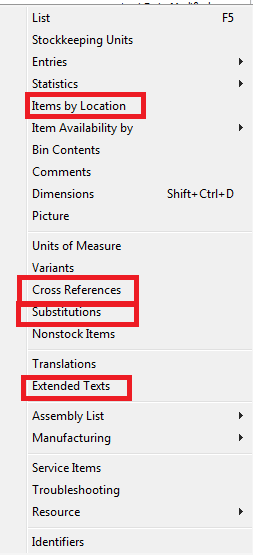 List F5
Stockkeeping Units
Entries
Statistics
Items by Location
Item Availability by
Bin Contents
Comments
Dimensions Shift+Ctrl+D
Picture
Units of Measure
Variants
Cross References
Substitutions
Nonstock Items
Translations
Extended Texts
Assembly List
Manufacturing
Service Items
Troubleshooting
Resource
Identifiers